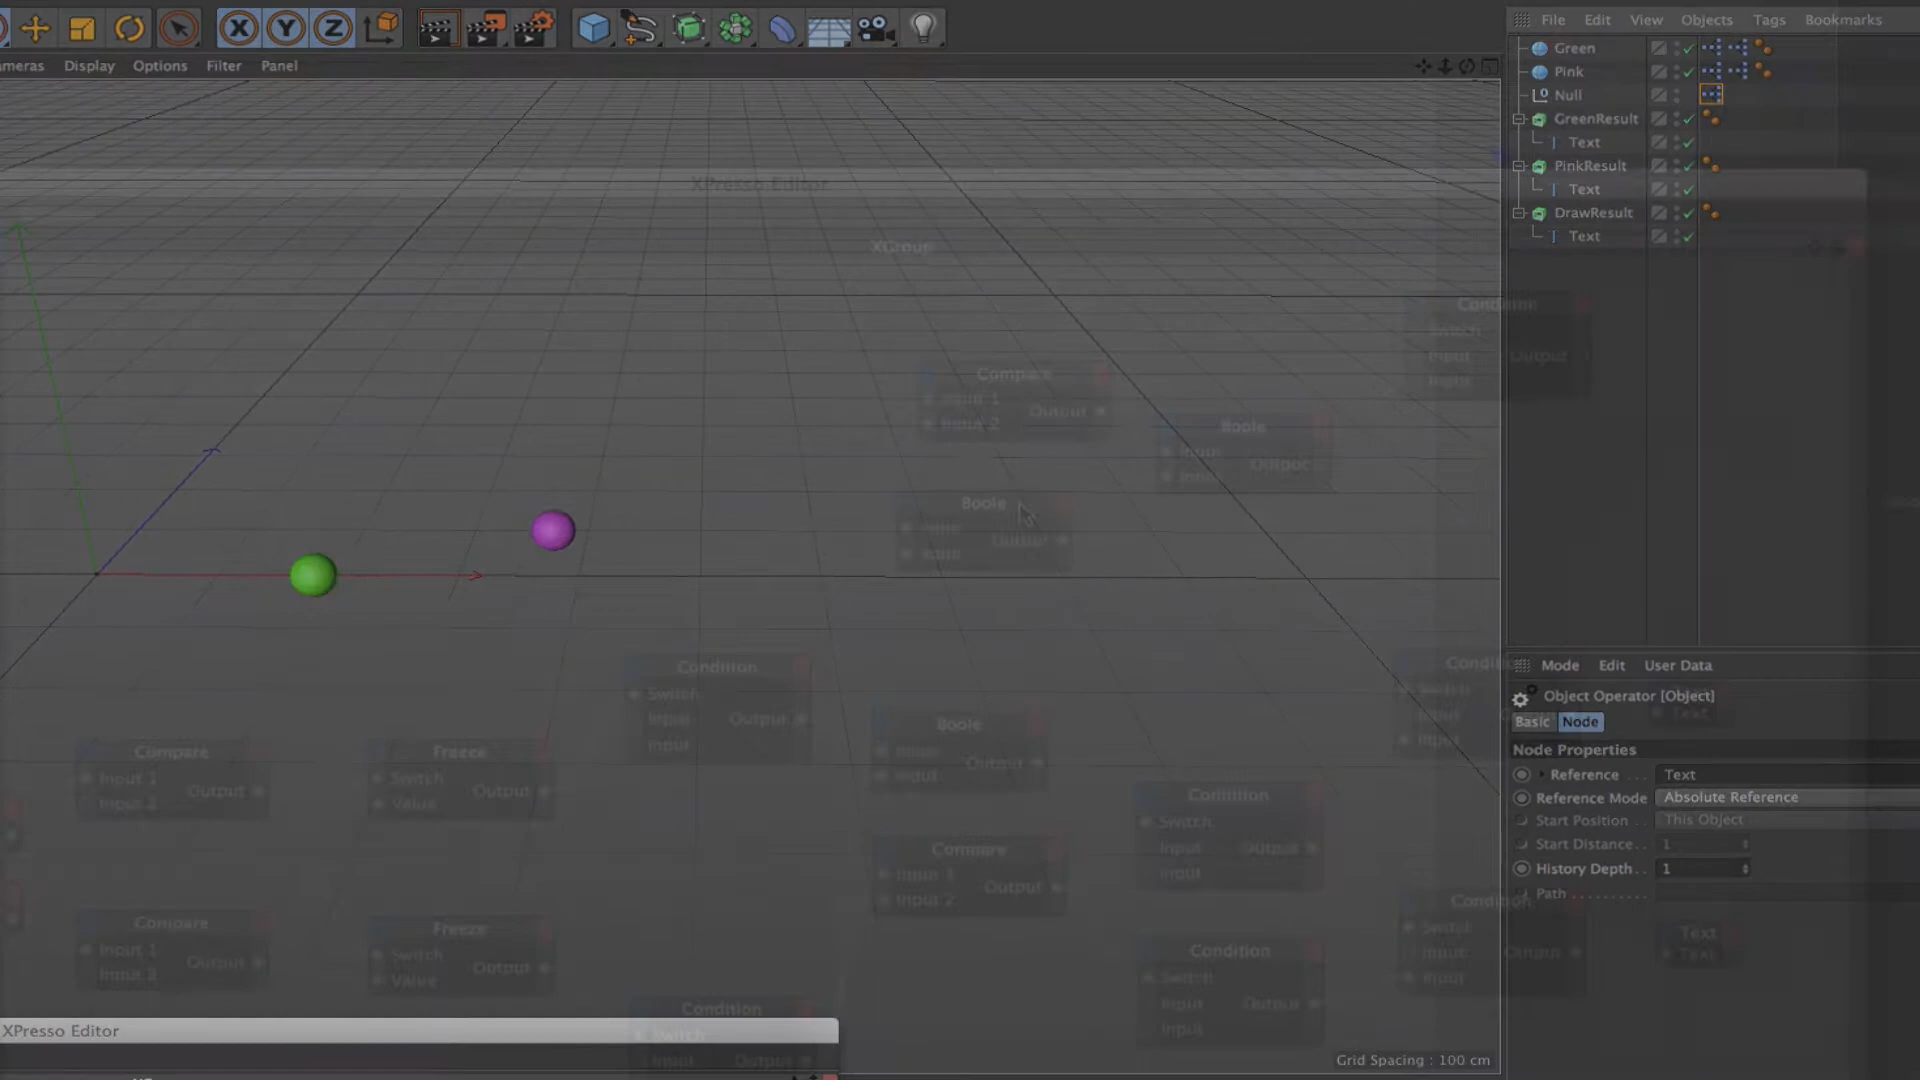 X Y Z
File Edit View Objects Tags Bookmarks
meras Display Options Filter Panel
Green
Pink
Null
GreenResult
Text
PinkResult
Text
DrawResult
Text
XPresso Editor
XGroup
Condition
Switch
Input Output
Input
Compare
Input 1
Output
Input 2
Boole
Input
Output
Input
Boole
Input
Output
Input
Condition
Switch
Input Output
Input
Boole
Input
Output
Input
Compare
Input 1
Output
Input 2
Freeze
Switch
Output
Value
Condition
Switch
Input Output
Input
Compare
Input 1
Output
Input 2
Compare
Input 1
Output
Input 2
Freeze
Switch
Output
Value
Condition
Switch
Input Output
Input
Condition
Switch
Input Output
Input
Condition
Switch
Input Output
XPresso Editor
Grid Spacing : 100 cm
Mode Edit User Data
Object Operator [Object]
Basic Node
Node Properties
Reference . . . Text
Reference Mode Absolute Reference
Start Position . . This Object
Start Distance. . 1
History Depth. . 1
Path . . . . . . . . . .
Text
Text